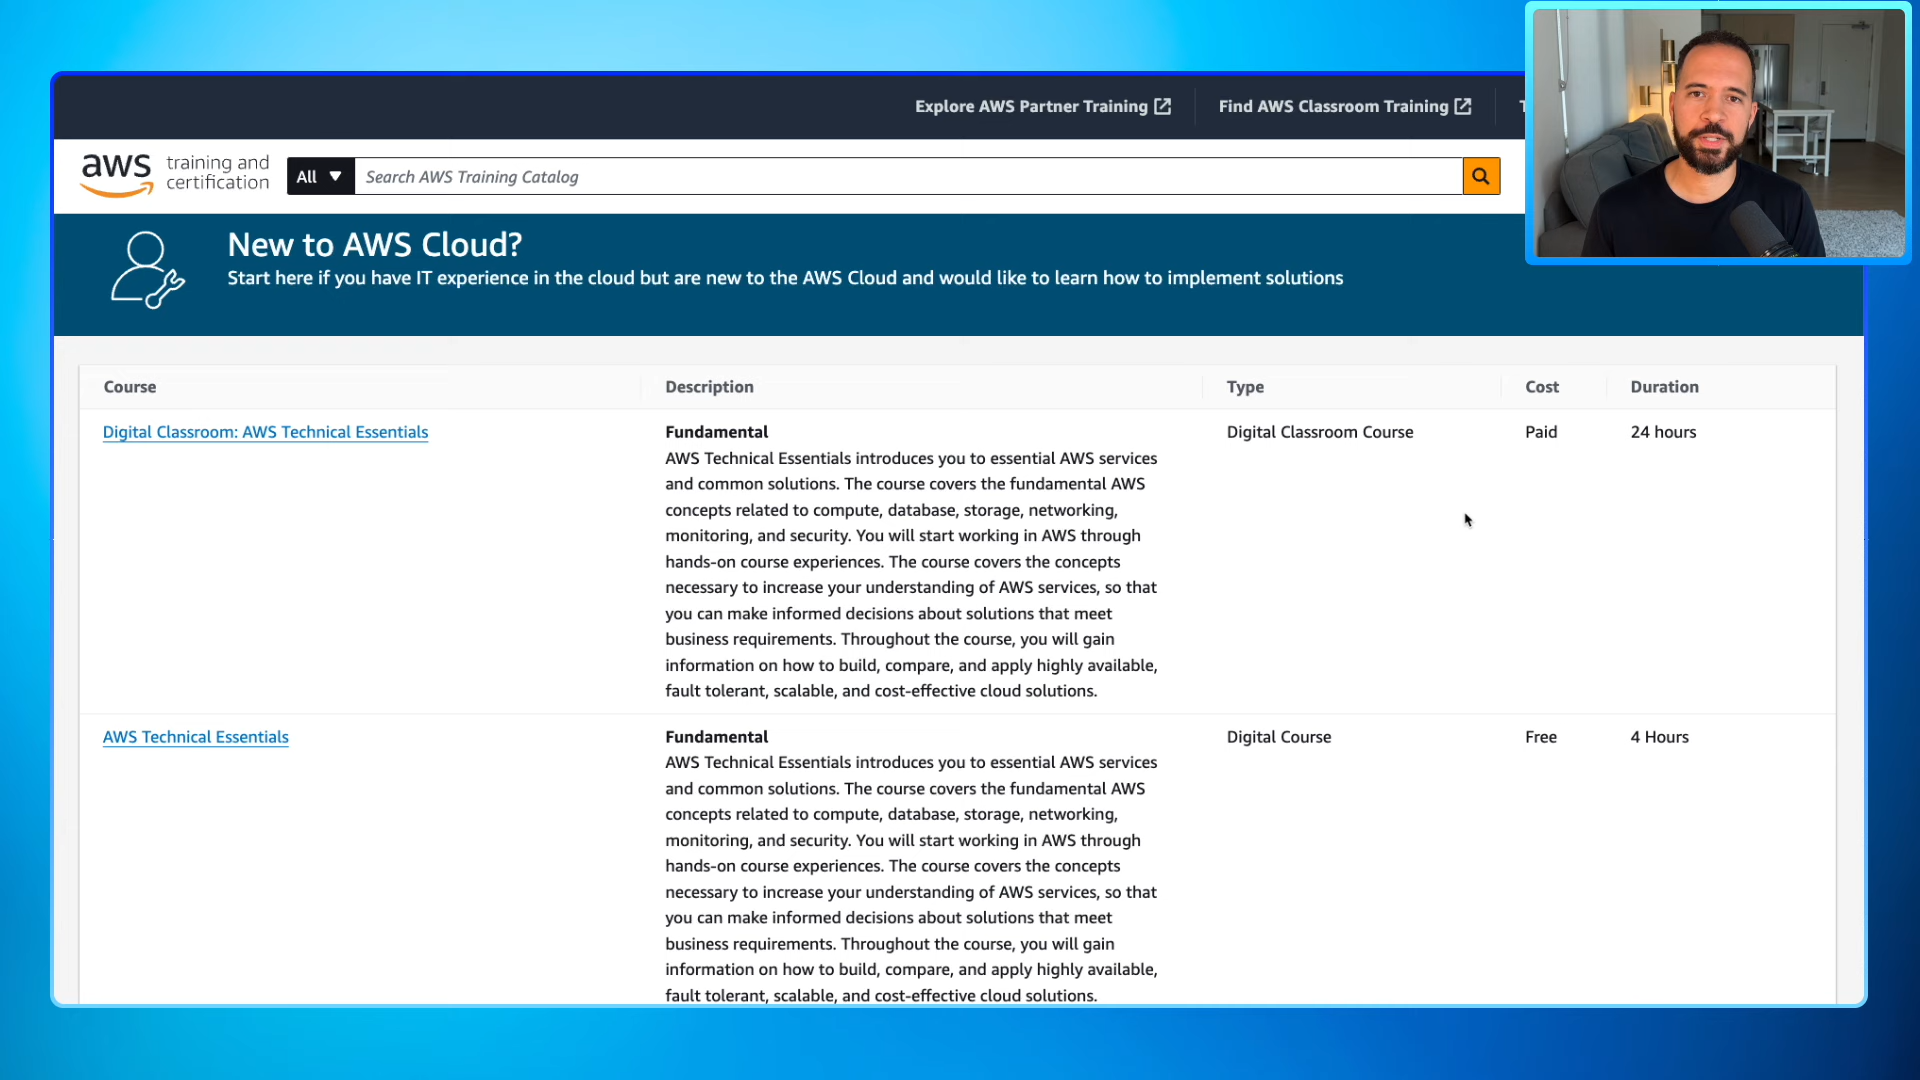 Explore AWS Partner Training
Find AWS Classroom Training
aws training and certification
All
Search AWS Training Catalog
New to AWS Cloud?
Start here if you have IT experience in the cloud but are new to the AWS Cloud and would like to learn how to implement solutions
Course Description Type Cost Duration
Digital Classroom: AWS Technical Essentials
Fundamental
AWS Technical Essentials introduces you to essential AWS services
and common solutions. The course covers the fundamental AWS
concepts related to compute, database, storage, networking,
monitoring, and security. You will start working in AWS through
hands-on course experiences. The course covers the concepts
necessary to increase your understanding of AWS services, so that
you can make informed decisions about solutions that meet
business requirements. Throughout the course, you will gain
information on how to build, compare, and apply highly available,
fault tolerant, scalable, and cost-effective cloud solutions.
Digital Classroom Course
Paid
24 hours
AWS Technical Essentials
Fundamental
AWS Technical Essentials introduces you to essential AWS services
and common solutions. The course covers the fundamental AWS
concepts related to compute, database, storage, networking,
monitoring, and security. You will start working in AWS through
hands-on course experiences. The course covers the concepts
necessary to increase your understanding of AWS services, so that
you can make informed decisions about solutions that meet
business requirements. Throughout the course, you will gain
information on how to build, compare, and apply highly available,
fault tolerant, scalable, and cost-effective cloud solutions.
Digital Course
Free
4 Hours